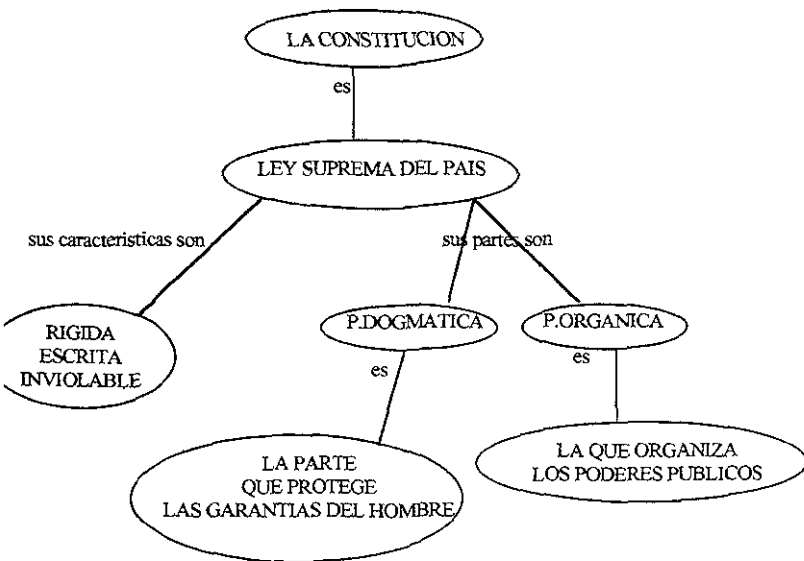 LA CONSTITUCION
es
LEY SUPREMA DEL PAIS
sus caracteristicas son
sus partes son
RIGIDA
ESCRITA
INVIOLABLE
P.DOGMATICA
P.ORGANICA
es
es
LA PARTE
QUE PROTEGE
LAS GARANTIAS DEL HOMBRE
LA QUE ORGANIZA
LOS PODERES PUBLICOS